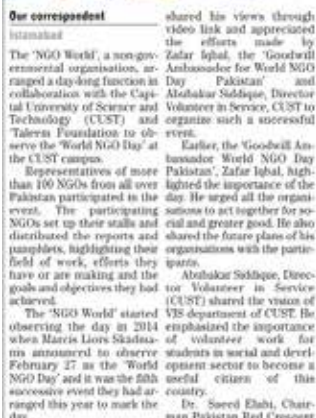 Our correspondent
Islamabad
The 'NGO World', a non-gov-
ernmental organisation, ar-
ranged a day-long function in
collaboration with the Capi-
tal University of Science and
Technology (CUST) and
Taleem Foundation to ob-
serve the 'World NGO Day' at
the CUST campus.
Representatives of more
than 100 NGOs from all over
Pakistan participated in the
event. The participating
NGOs set up their stalls and
distributed the reports and
pamphlets, highlighting their
field of work, efforts they
have or are making and the
goals and objectives they had
achieved.
The 'NGO World' started
observing the day in 2014
when Marcis Liors Skadma-
nis announced to observe
February 27 as the 'World
NGO Day' and it was the fifth
successive event they had ar-
ranged this year to mark the
day.
shared his views through
video link and appreciated
the efforts made by
Zafar Iqbal, the 'Goodwill
Ambassador for World NGO
Day Pakistan' and
Abubakar Siddique, Director
Volunteer in Service, CUST to
organize such a successful
event.
Earlier, the 'Goodwill Am-
bassador World NGO Day
Pakistan', Zafar Iqbal, high-
lighted the importance of the
day. He urged all the organi-
sations to act together for so-
cial and greater good. He also
shared the future plans of his
organisations with the partic-
ipants.
Abubakar Siddique, Direc-
tor Volunteer in Service
(CUST) shared the vision of
VIS department of CUST. He
emphasized the importance
of volunteer work for
students in social and devel-
opment sector to become a
useful citizen of this
country.
Dr. Saeed Elahi, Chair-
man Pakistan Red Crescent